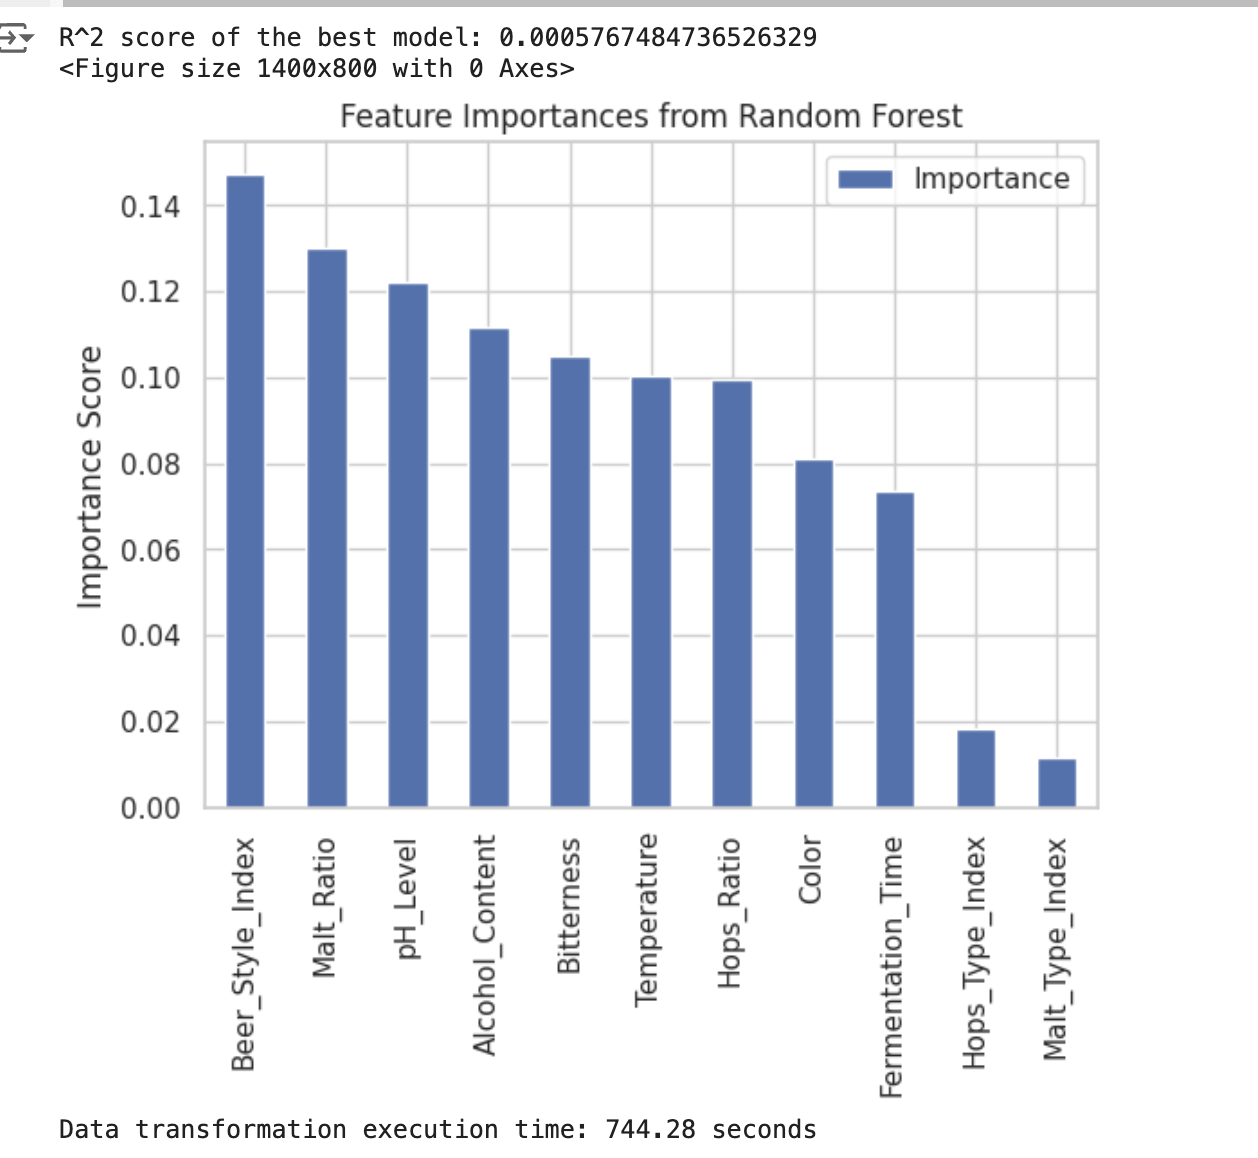 R^2 score of the best model: 0.0005767484736526329
<Figure size 1400x800 with 0 Axes>
Feature Importances from Random Forest
Importance
Importance Score
0.14
0.12
0.10
0.08
0.06
0.04
0.02
0.00
Beer_Style_Index
Malt_Ratio
pH_Level
Alcohol_Content
Bitterness
Temperature
Hops_Ratio
Color
Fermentation_Time
Hops_Type_Index
Malt_Type_Index
Data transformation execution time: 744.28 seconds